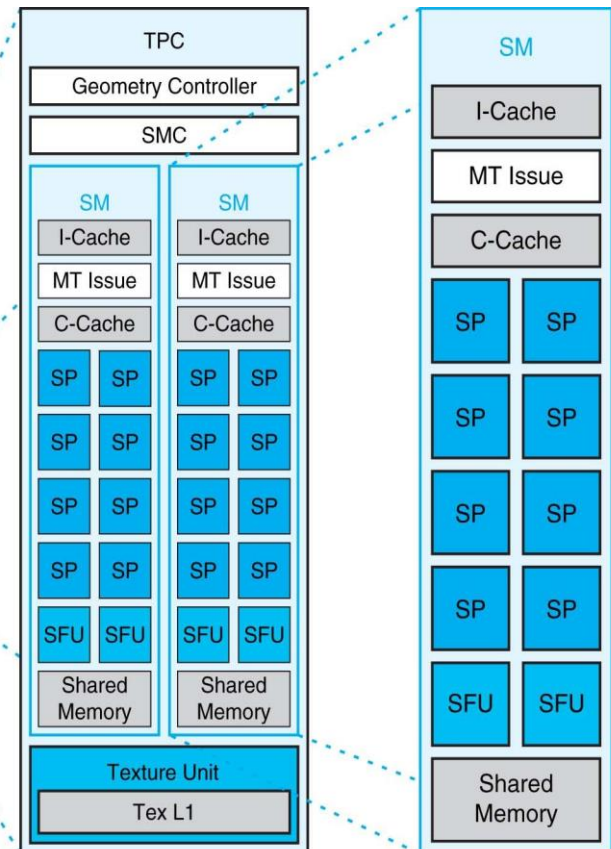 TPC
Geometry Controller
SMC
SM
I-Cache
MT Issue
C-Cache
SP SP
SP SP
SP SP
SP SP
SFU SFU
Shared
Memory
SM
I-Cache
MT Issue
C-Cache
SP SP
SP SP
SP SP
SP SP
SFU SFU
Shared
Memory
Texture Unit
Tex L1
SM
I-Cache
MT Issue
C-Cache
SP SP
SP SP
SP SP
SP SP
SFU SFU
Shared
Memory